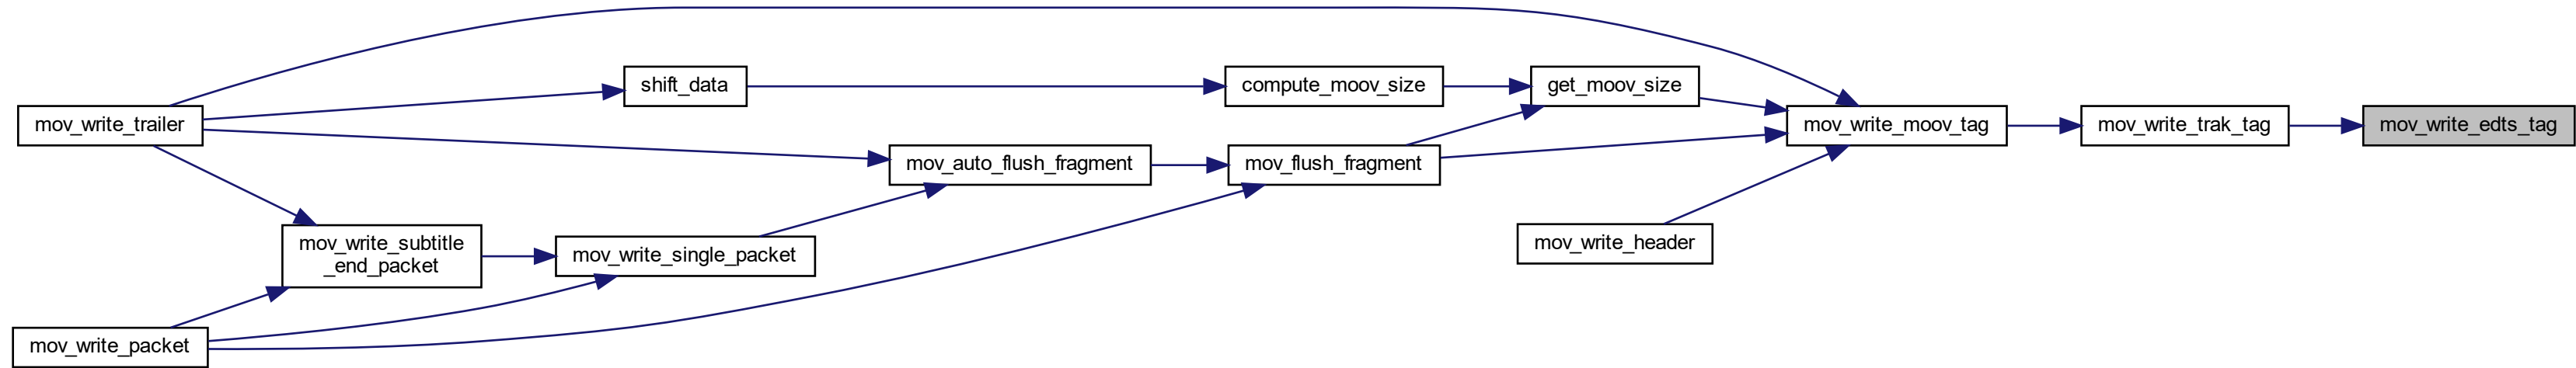 shift_data
compute_moov_size
get_moov_size
mov_write_trailer
mov_write_moov_tag
mov_write_trak_tag
mov_write_edts_tag
mov_auto_flush_fragment
mov_flush_fragment
mov_write_subtitle
_end_packet
mov_write_single_packet
mov_write_header
mov_write_packet